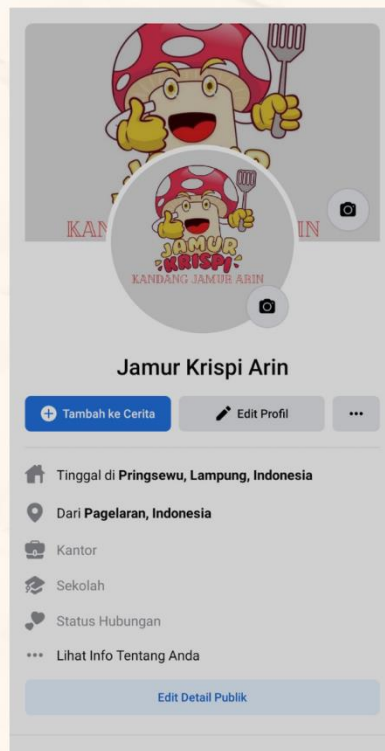 KAN
IN
JAMUR
KRISPI
KANDANG JAMUR ARIN
Jamur Krispi Arin
Tambah ke Cerita
Edit Profil
Tinggal di Pringsewu, Lampung, Indonesia
Dari Pagelaran, Indonesia
Kantor
Sekolah
Status Hubungan
Lihat Info Tentang Anda
Edit Detail Publik